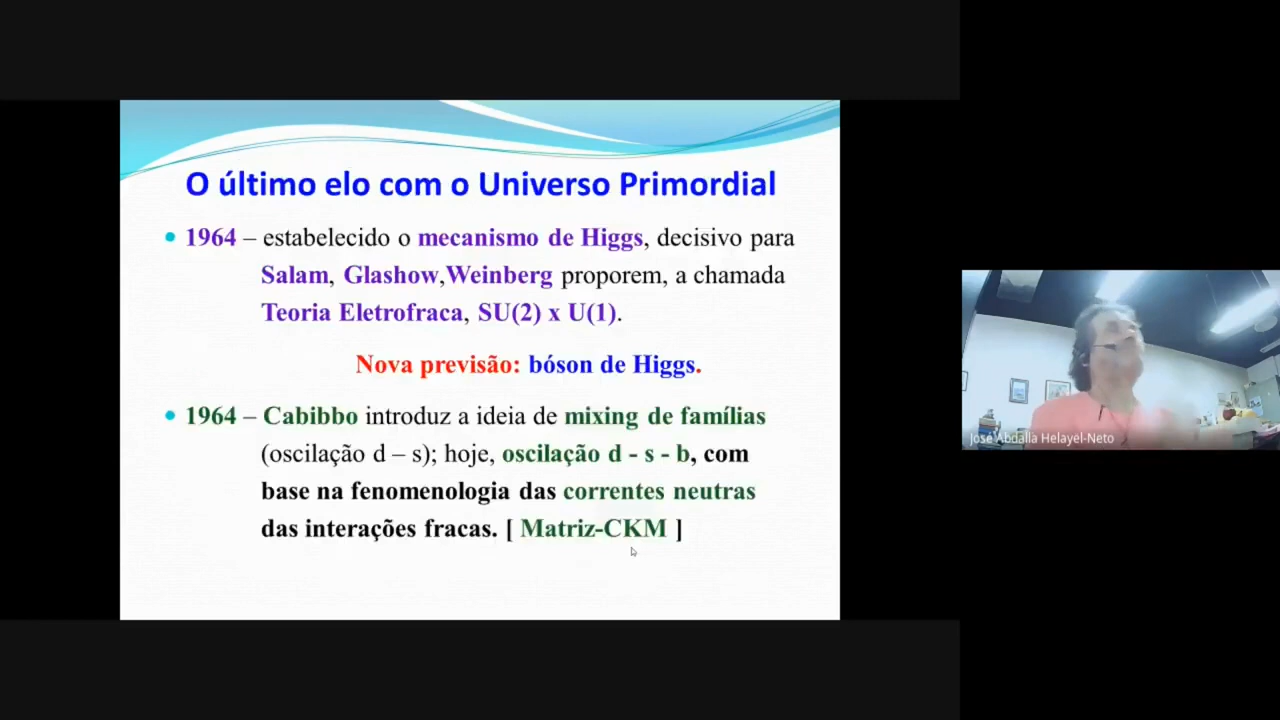 O último elo com o Universo Primordial
• 1964 – estabelecido o mecanismo de Higgs, decisivo para
Salam, Glashow,Weinberg proporem, a chamada
Teoria Eletrofraca, SU(2) x U(1).
Nova previsão: bóson de Higgs.
• 1964 – Cabibbo introduz a ideia de mixing de famílias
(oscilação d – s); hoje, oscilação d - s - b, com
base na fenomenologia das correntes neutras
das interações fracas. [ Matriz-CKM ]
José Abdalla Helayël-Neto